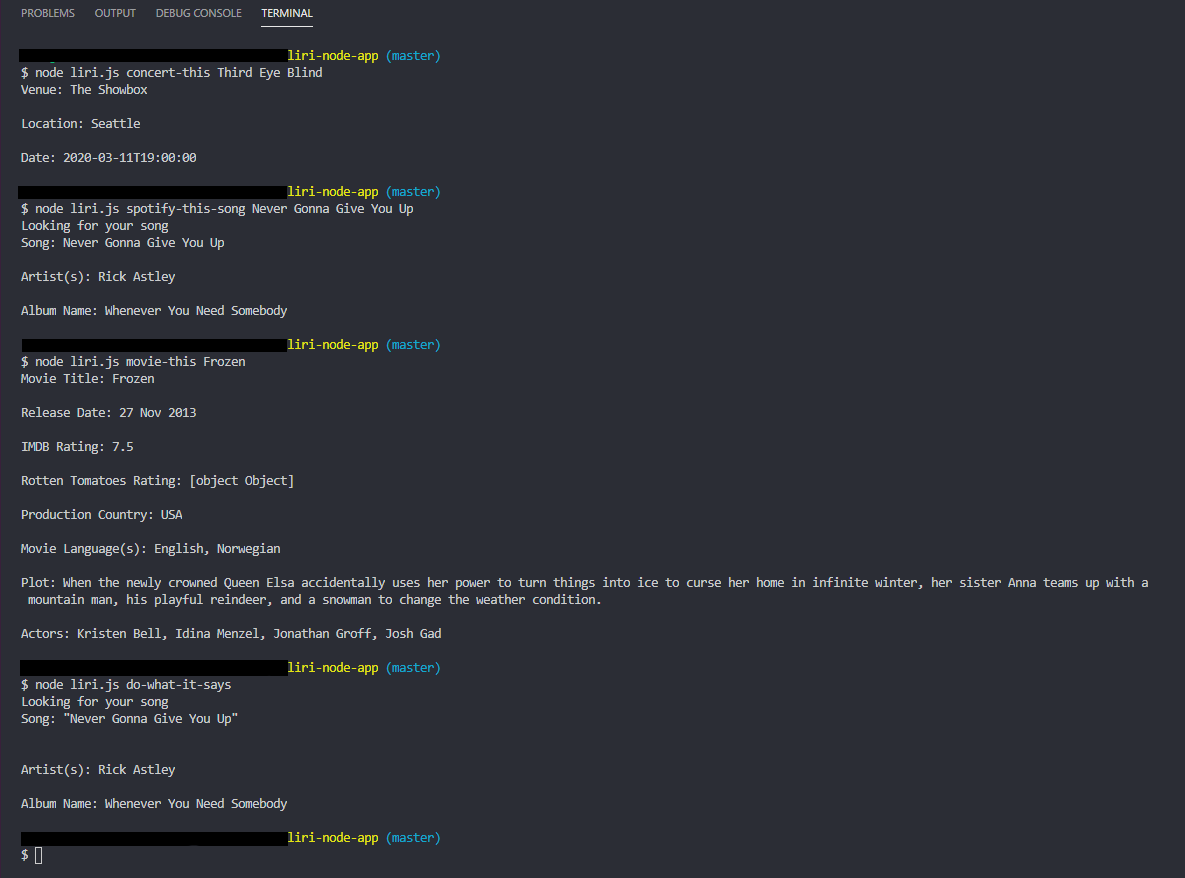 PROBLEMS OUTPUT DEBUG CONSOLE TERMINAL
liri-node-app (master)
$ node liri.js concert-this Third Eye Blind
Venue: The Showbox
Location: Seattle
Date: 2020-03-11T19:00:00
liri-node-app (master)
$ node liri.js spotify-this-song Never Gonna Give You Up
Looking for your song
Song: Never Gonna Give You Up
Artist(s): Rick Astley
Album Name: Whenever You Need Somebody
liri-node-app (master)
$ node liri.js movie-this Frozen
Movie Title: Frozen
Release Date: 27 Nov 2013
IMDB Rating: 7.5
Rotten Tomatoes Rating: [object Object]
Production Country: USA
Movie Language(s): English, Norwegian
Plot: When the newly crowned Queen Elsa accidentally uses her power to turn things into ice to curse her home in infinite winter, her sister Anna teams up with a
mountain man, his playful reindeer, and a snowman to change the weather condition.
Actors: Kristen Bell, Idina Menzel, Jonathan Groff, Josh Gad
liri-node-app (master)
$ node liri.js do-what-it-says
Looking for your song
Song: "Never Gonna Give You Up"
Artist(s): Rick Astley
Album Name: Whenever You Need Somebody
liri-node-app (master)
$